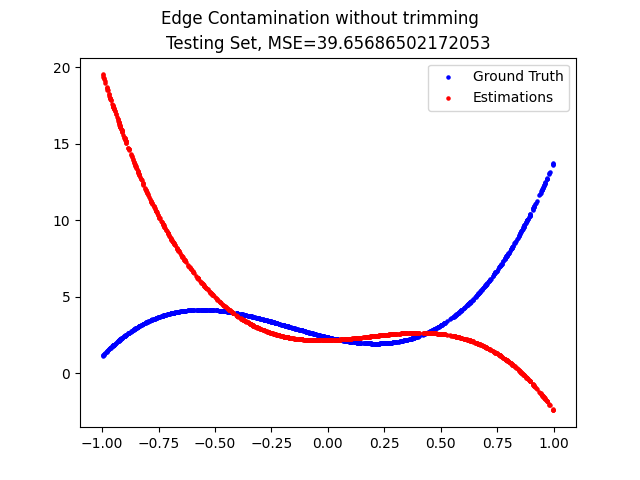 Edge Contamination without trimming
Testing Set, MSE=39.65686502172053
Ground Truth
Estimations
20
15
10
5
0
−1.00 −0.75 −0.50 −0.25 0.00 0.25 0.50 0.75 1.00